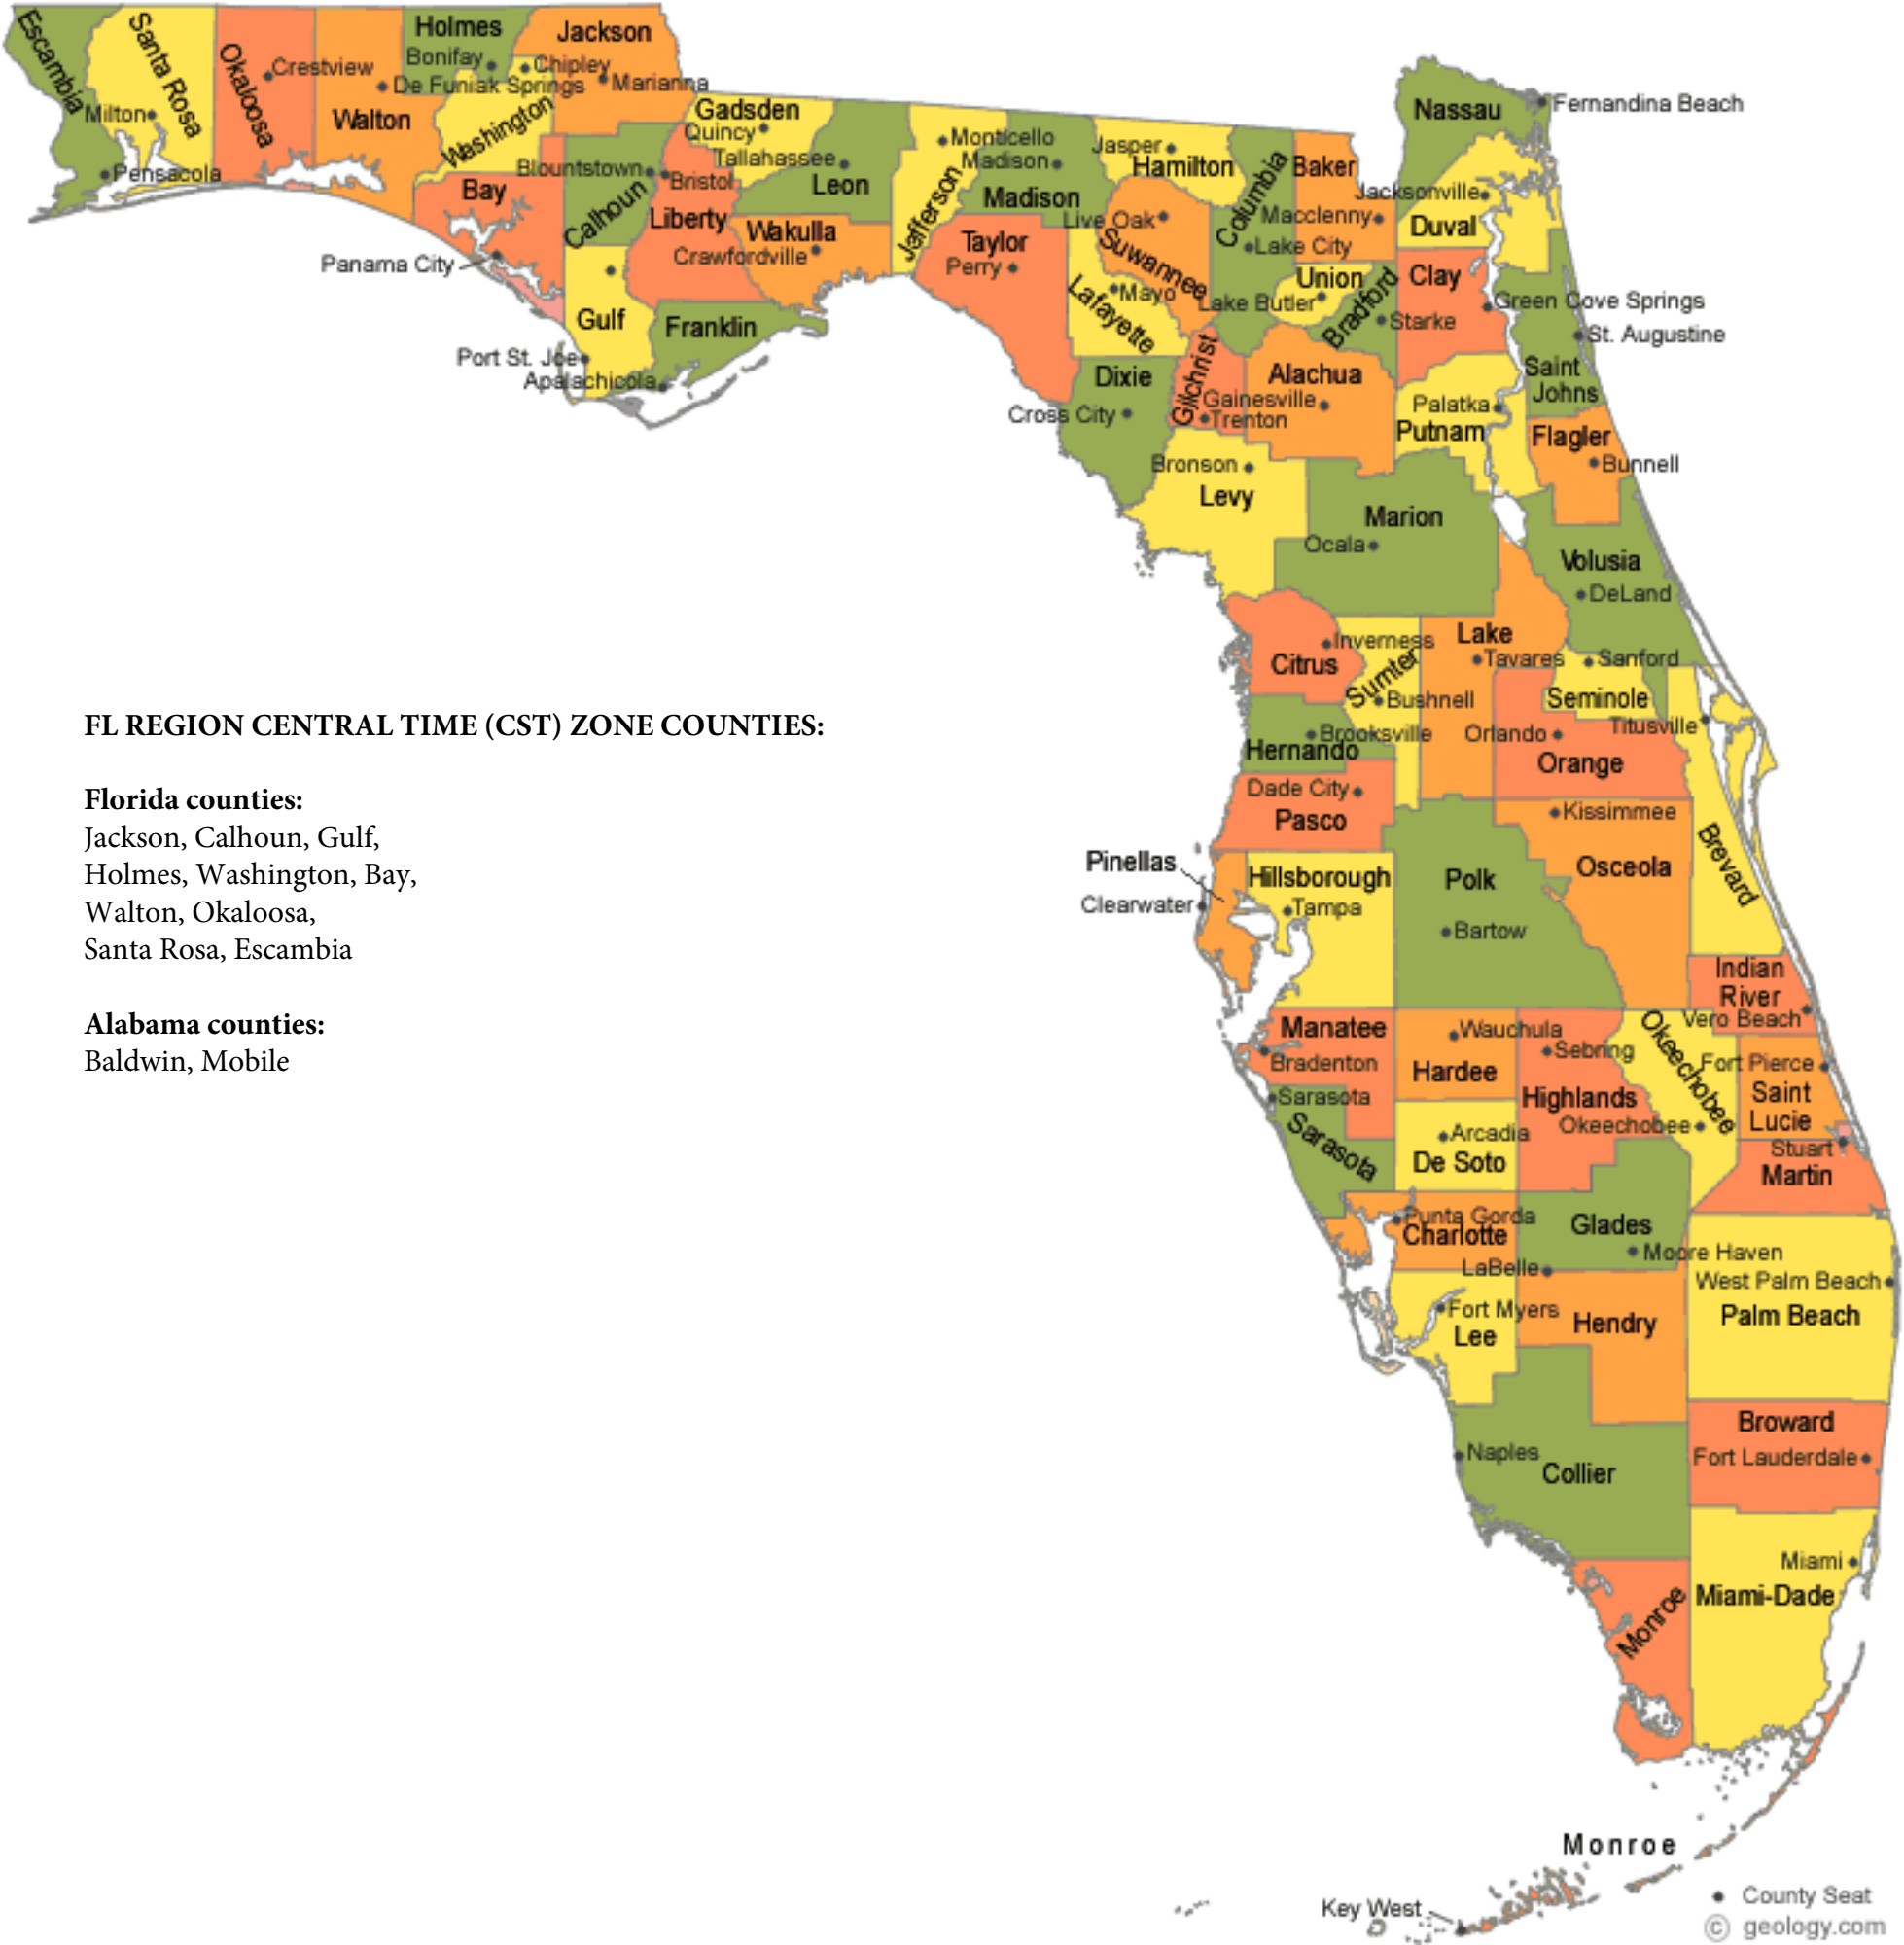 Escambia
Santa Rosa
Okaloosa
Holmes
Jackson
Bonifay
Chipley
Crestview
De Funiak Springs
Marianna
Milton
Walton
Washington
Gadsden
Quincy
Nassau
Fernandina Beach
Pensacola
Blountstown
Tallahassee
Monticello
Madison
Jasper
Hamilton
Columbia
Baker
Bay
Calhoun
Bristol
Leon
Jefferson
Madison
Jacksonville
Liberty
Wakulla
Crawfordville
Live Oak
Macclenny
Duval
Panama City
Taylor
Perry
Suwannee
Lake City
Lafayette
Mayo
Union
Lake Butler
Bradford
Clay
Green Cove Springs
Gulf
Franklin
Starke
St. Augustine
Port St. Joe
Apalachicola
Dixie
Gilchrist
Alachua
Saint
Johns
Cross City
Gainesville
Trenton
Palatka
Putnam
Flagler
Bunnell
Bronson
Levy
Marion
Ocala
Volusia
DeLand
Inverness
Citrus
Sumter
Lake
Tavares
Sanford
Bushnell
Seminole
FL REGION CENTRAL TIME (CST) ZONE COUNTIES:
Brooksville
Hernando
Orlando
Titusville
Orange
Florida counties:
Jackson, Calhoun, Gulf,
Holmes, Washington, Bay,
Walton, Okaloosa,
Santa Rosa, Escambia
Dade City
Pasco
Kissimmee
Pinellas
Hillsborough
Polk
Osceola
Brevard
Clearwater
Tampa
Bartow
Alabama counties:
Baldwin, Mobile
Indian
River
Vero Beach
Manatee
Bradenton
Wauchula
Hardee
Sebring
Okeechobee
Fort Pierce
Saint
Lucie
Sarasota
Sarasota
Highlands
Okeechobee
Arcadia
De Soto
Stuart
Martin
Punta Gorda
Charlotte
Glades
Moore Haven
LaBelle
West Palm Beach
Palm Beach
Fort Myers
Lee
Hendry
Broward
Fort Lauderdale
Naples
Collier
Miami
Miami-Dade
Monroe
Monroe
Key West
County Seat
© geology.com